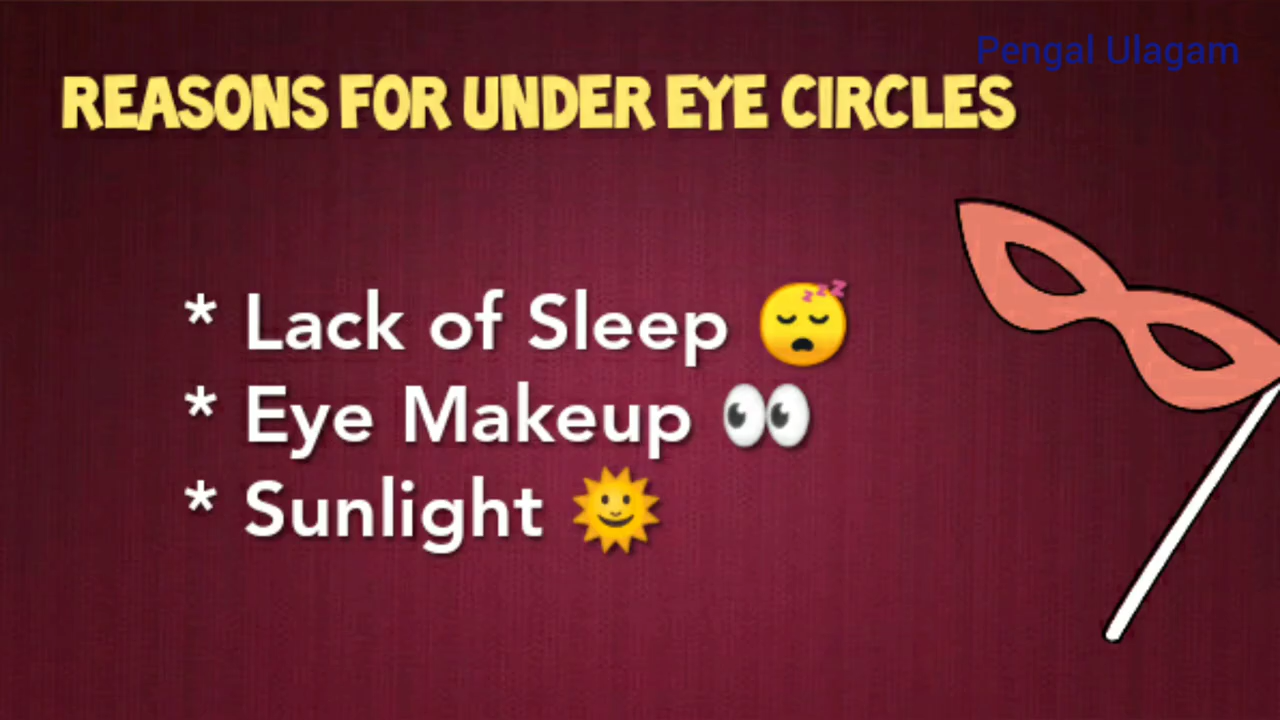 Pengal Ulagam
REASONS FOR UNDER EYE CIRCLES
* Lack of Sleep 😴
* Eye Makeup 👀
* Sunlight 🌞